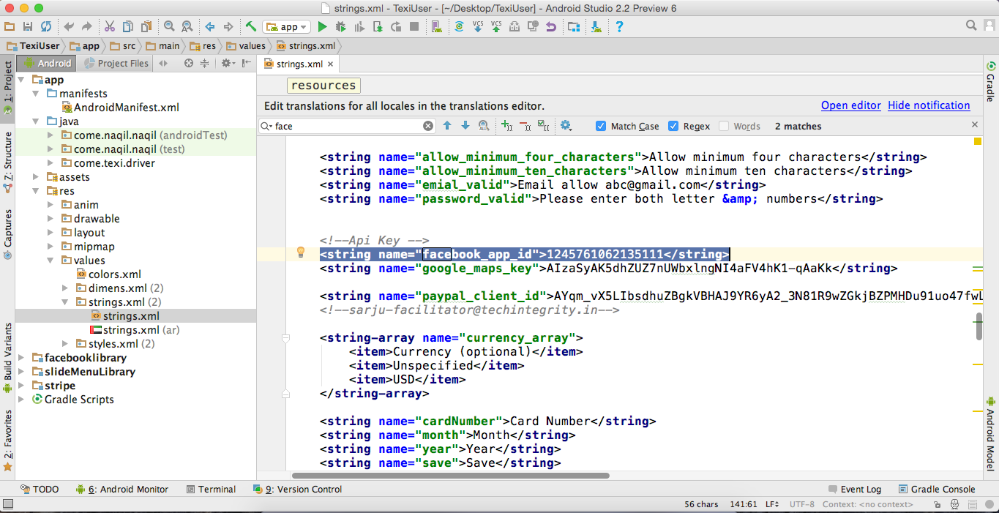 strings.xml - TexiUser - [~/Desktop/TexiUser] - Android Studio 2.2 Preview 6
app
VCS VCS
TexiUser app src main res values strings.xml
Android Project Files
strings.xml
1: Project
Z: Structure
Captures
Build Variants
2: Favorites
app
manifests
AndroidManifest.xml
java
come.naqil.naqil (androidTest)
come.naqil.naqil (test)
come.texi.driver
assets
res
anim
drawable
layout
mipmap
values
colors.xml
dimens.xml (2)
strings.xml (2)
strings.xml
strings.xml (ar)
styles.xml (2)
facebooklibrary
slideMenuLibrary
stripe
Gradle Scripts
resources
Edit translations for all locales in the translations editor. Open editor Hide notification
face Match Case Regex Words 2 matches
<string name="allow_minimum_four_characters">Allow minimum four characters</string>
<string name="allow_minimum_ten_characters">Allow minimum ten characters</string>
<string name="emial_valid">Email allow abc@gmail.com</string>
<string name="password_valid">Please enter both letter &amp; numbers</string>
<!--Api Key -->
<string name="facebook_app_id">1245761062135111</string>
<string name="google_maps_key">AIzaSyAK5dhZUZ7nUWbxlngNI4aFV4hK1-qAaKk</string>
<string name="paypal_client_id">AYqm_vX5LIbsdhuZBgkVBHAJ9YR6yA2_3N81R9wZGkjBZPMHDu91uo47fwL
<!--sarju-facilitator@techintegrity.in-->
<string-array name="currency_array">
<item>Currency (optional)</item>
<item>Unspecified</item>
<item>USD</item>
</string-array>
<string name="cardNumber">Card Number</string>
<string name="month">Month</string>
<string name="year">Year</string>
<string name="save">Save</string>
Gradle
Android Model
TODO 6: Android Monitor Terminal 9: Version Control Event Log Gradle Console
56 chars 141:61 LF÷ UTF-8 Context: <no context>